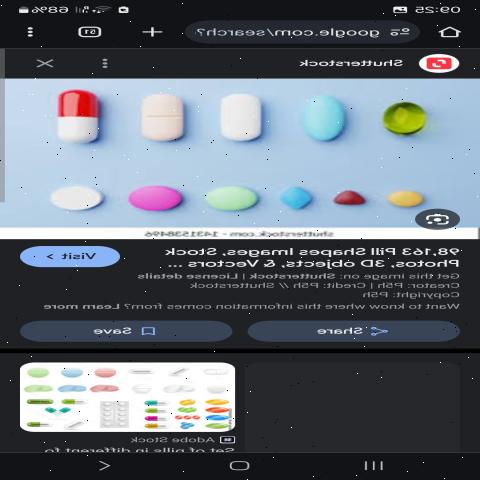 09:25 68%
google.com/search? 51
Shutterstock
shutterstock.com · 1431538496
98,163 Pill Shapes Images, Stock, Photos, 3D objects, & Vectors ...
Visit >
Get this image on: Shutterstock | License details
Creator: P5h | Credit: P5h // Shutterstock
Copyright: P5h
Want to know where this information comes from? Learn more
Share
Save
Adobe Stock
Set of pills in different fo